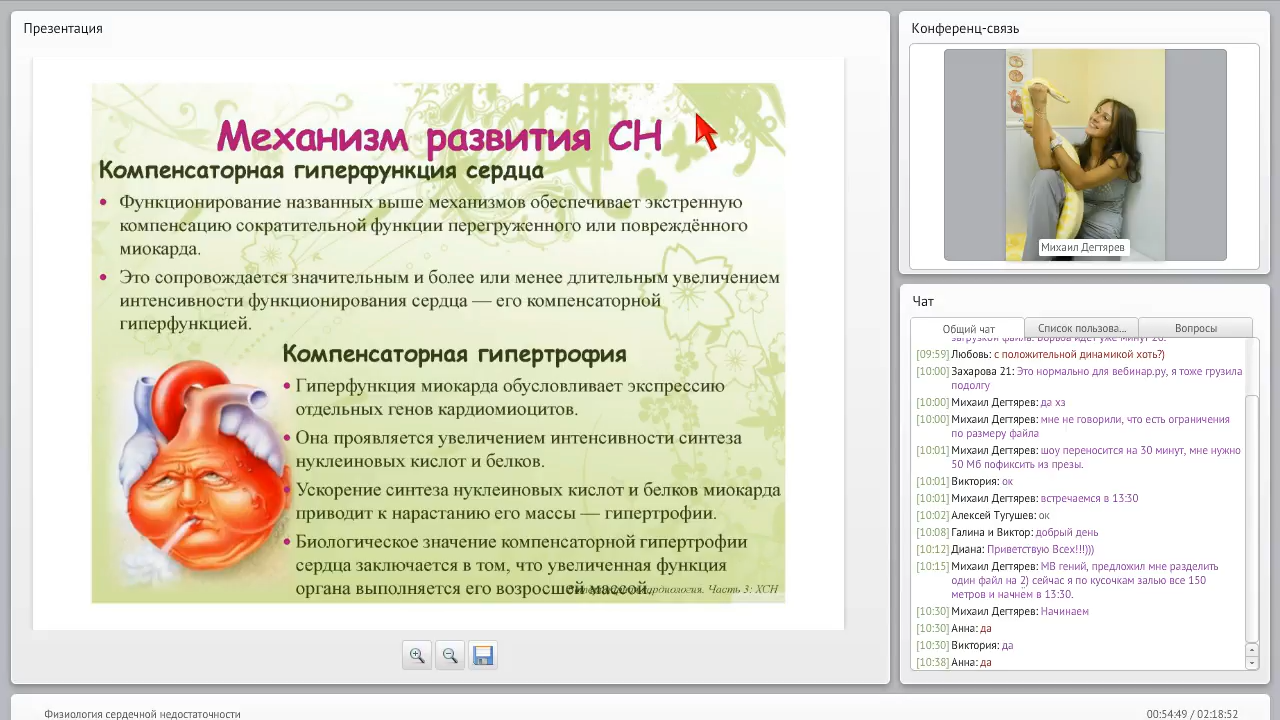 Презентация
Механизм развития СН
Компенсаторная гиперфункция сердца
• Функционирование названных выше механизмов обеспечивает экстренную
компенсацию сократительной функции перегруженного или повреждённого
миокарда.
• Это сопровождается значительным и более или менее длительным увеличением
интенсивности функционирования сердца — его компенсаторной
гиперфункцией.
Компенсаторная гипертрофия
• Гиперфункция миокарда обусловливает экспрессию
отдельных генов кардиомиоцитов.
• Она проявляется увеличением интенсивности синтеза
нуклеиновых кислот и белков.
• Ускорение синтеза нуклеиновых кислот и белков миокарда
приводит к нарастанию его массы — гипертрофии.
• Биологическое значение компенсаторной гипертрофии
сердца заключается в том, что увеличенная функция
органа выполняется его возросшей массой.
кардиология. Часть 3: ХСН
Конференц-связь
Михаил Дегтярев
Чат
Общий чат
Список пользова...
Вопросы
[09:59] Любовь: с положительной динамикой хоть?)
[10:00] Захарова 21: Это нормально для вебинар.ру, я тоже грузила
подолгу
[10:00] Михаил Дегтярев: да хз
[10:00] Михаил Дегтярев: мне не говорили, что есть ограничения
по размеру файла
[10:01] Михаил Дегтярев: шоу переносится на 30 минут, мне нужно
50 Мб пофиксить из презы.
[10:01] Виктория: ок
[10:01] Михаил Дегтярев: встречаемся в 13:30
[10:02] Алексей Тугушев: ок
[10:08] Галина и Виктор: добрый день
[10:12] Диана: Приветствую Всех!!!)))
[10:15] Михаил Дегтярев: МВ гений, предложил мне разделить
один файл на 2) сейчас я по кусочкам залью все 150
метров и начнем в 13:30.
[10:30] Михаил Дегтярев: Начинаем
[10:30] Анна: да
[10:30] Виктория: да
[10:38] Анна: да
Физиология сердечной недостаточности
00:54:49 / 02:18:52